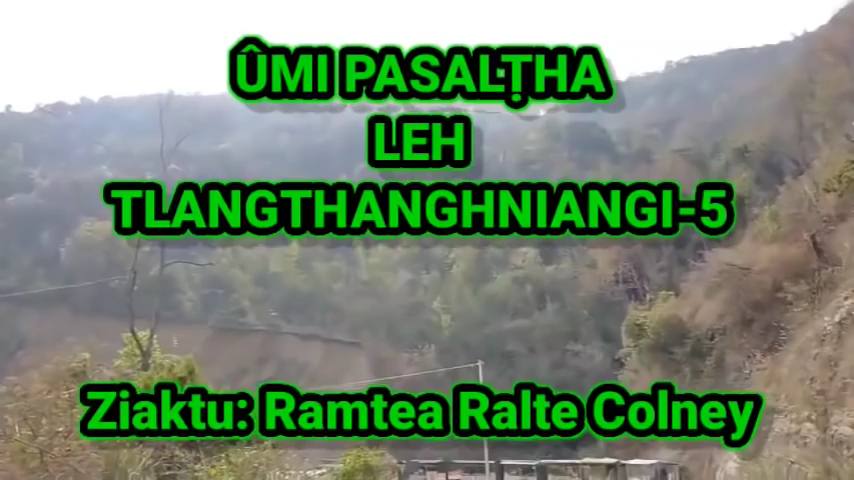 ÛMI PASALṬHA
LEH
TLANGTHANGHNIANGI-5
Ziaktu: Ramtea Ralte Colney